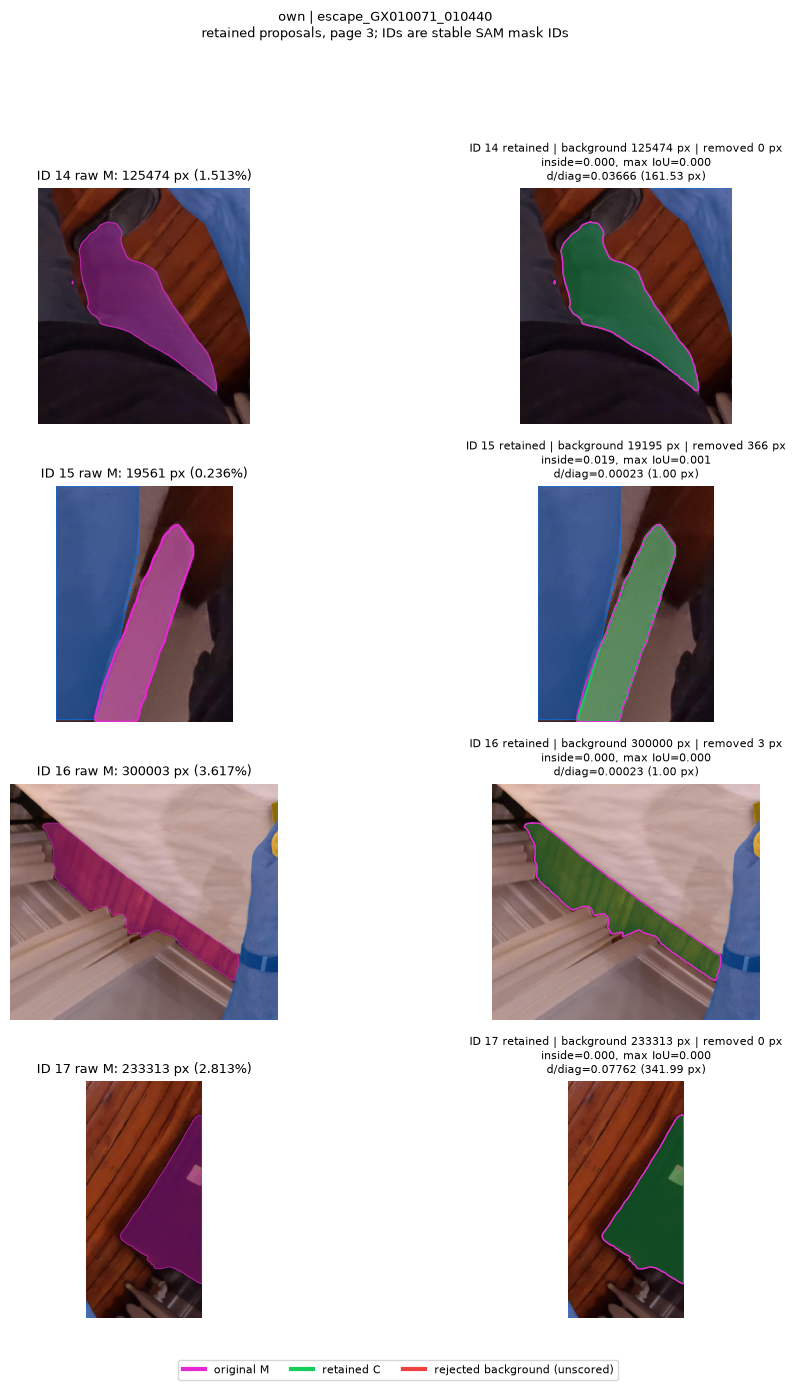 own | escape_GX010071_010440
retained proposals, page 3; IDs are stable SAM mask IDs
ID 14 raw M: 125474 px (1.513%)
ID 14 retained | background 125474 px | removed 0 px
inside=0.000, max IoU=0.000
d/diag=0.03666 (161.53 px)
ID 15 raw M: 19561 px (0.236%)
ID 15 retained | background 19195 px | removed 366 px
inside=0.019, max IoU=0.001
d/diag=0.00023 (1.00 px)
ID 16 raw M: 300003 px (3.617%)
ID 16 retained | background 300000 px | removed 3 px
inside=0.000, max IoU=0.000
d/diag=0.00023 (1.00 px)
ID 17 raw M: 233313 px (2.813%)
ID 17 retained | background 233313 px | removed 0 px
inside=0.000, max IoU=0.000
d/diag=0.07762 (341.99 px)
original M
retained C
rejected background (unscored)